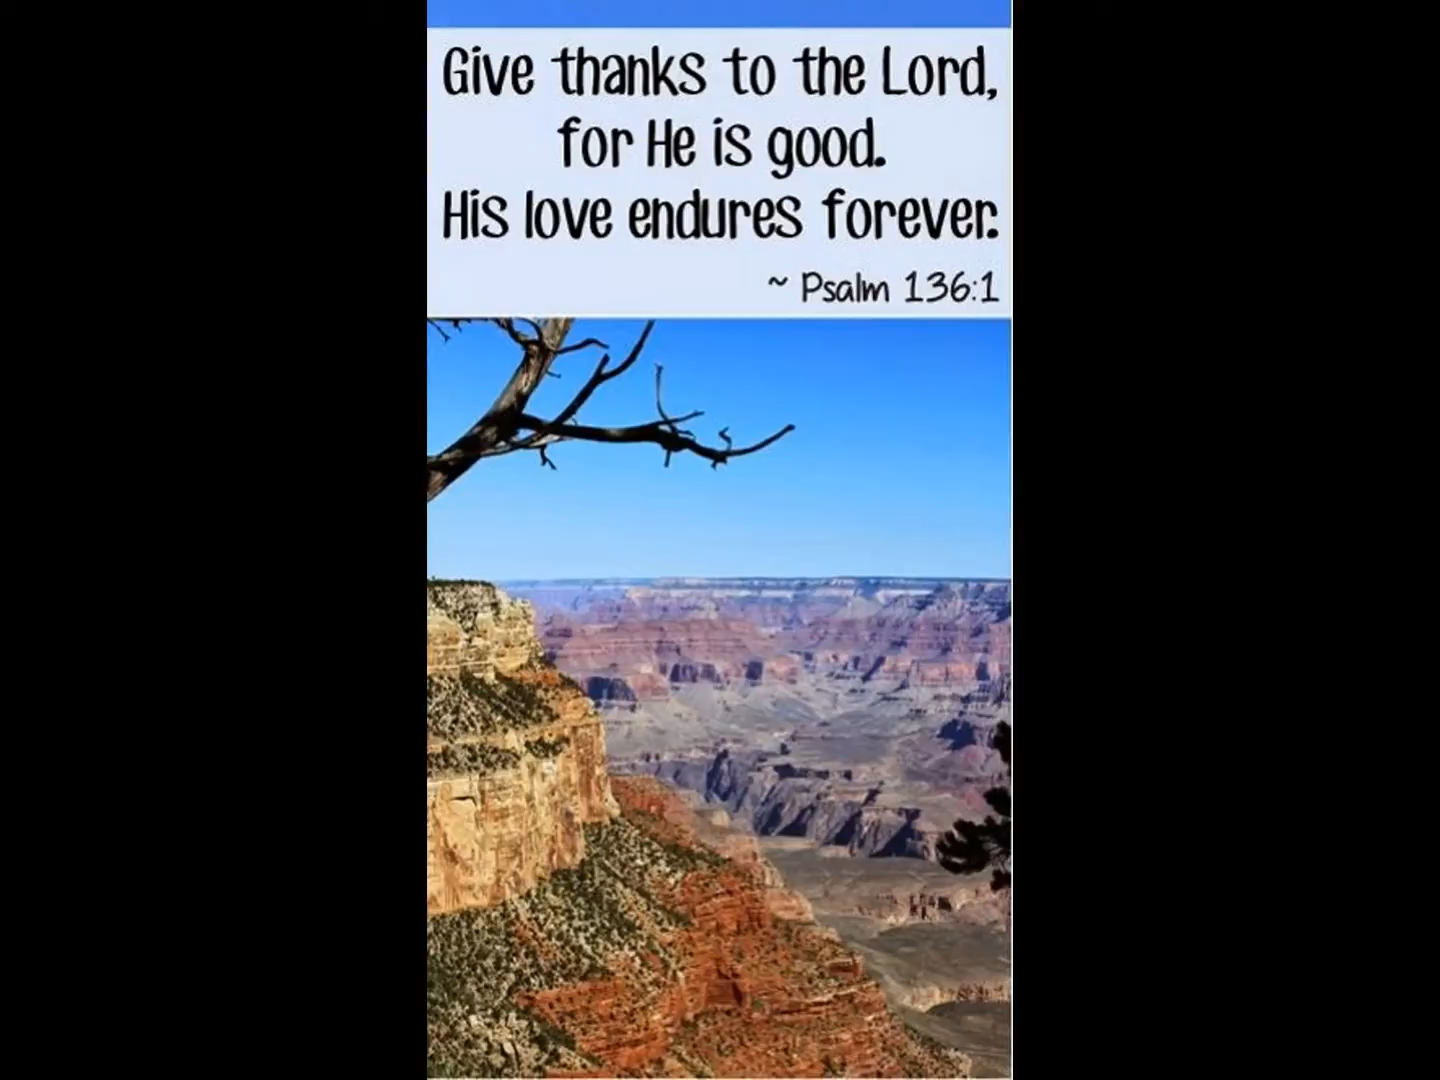 Give thanks to the Lord,
for He is good.
His love endures forever.
~ Psalm 136:1